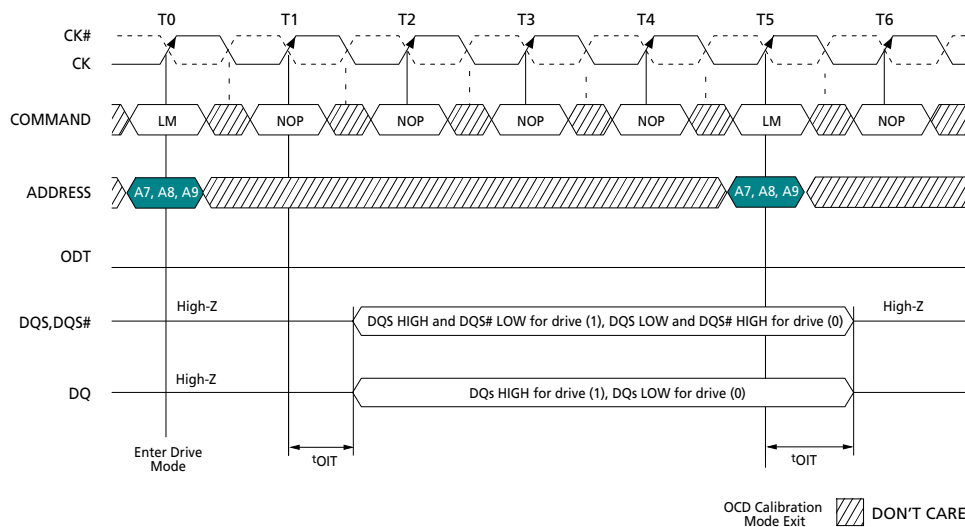 T0 T1 T2 T3 T4 T5 T6
CK#
CK
COMMAND LM NOP NOP NOP NOP LM NOP
ADDRESS A7, A8, A9 A7, A8, A9
ODT
High-Z High-Z
DQS,DQS# DQS HIGH and DQS# LOW for drive (1), DQS LOW and DQS# HIGH for drive (0)
High-Z
DQ DQs HIGH for drive (1), DQs LOW for drive (0)
Enter Drive
Mode
tOIT tOIT
OCD Calibration
Mode Exit
DON'T CARE